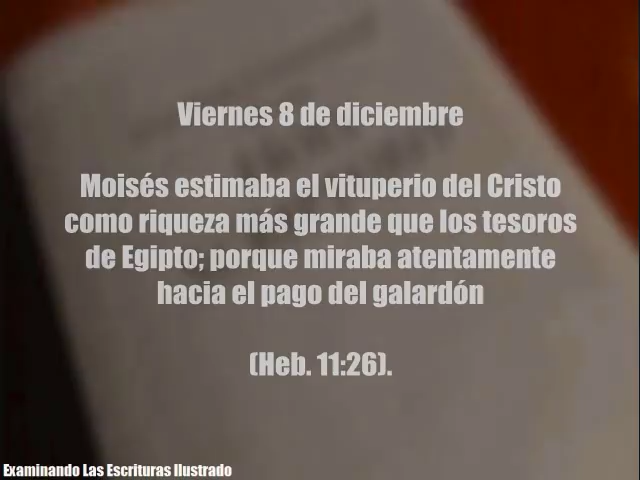 Viernes 8 de diciembre
Moisés estimaba el vituperio del Cristo
como riqueza más grande que los tesoros
de Egipto; porque miraba atentamente
hacia el pago del galardón
(Heb. 11:26).
Examinando Las Escrituras Ilustrado